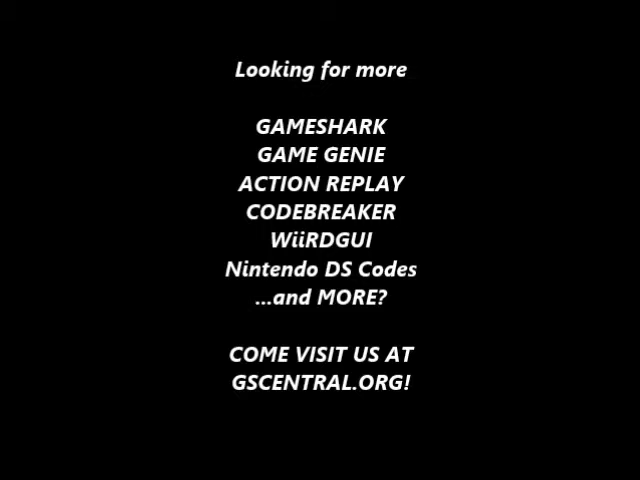 Looking for more
GAMESHARK
GAME GENIE
ACTION REPLAY
CODEBREAKER
WiiRDGUI
Nintendo DS Codes
...and MORE?
COME VISIT US AT
GSCENTRAL.ORG!